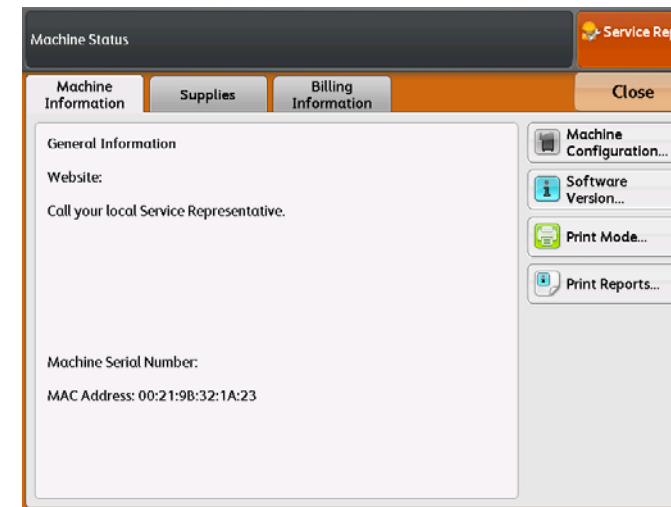 Machine Status
Service Re
Machine
Information
Supplies
Billing
Information
Close
General Information
Website:
Call your local Service Representative.
Machine Serial Number:
MAC Address: 00:21:9B:32:1A:23
Machine
Configuration...
Software
Version...
Print Mode...
Print Reports...